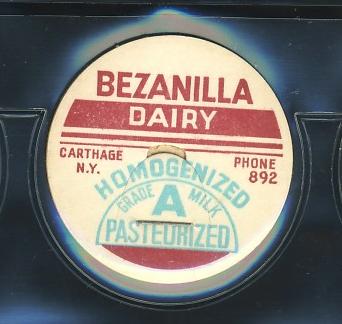 BEZANILLA
DAIRY
CARTHAGE
N.Y.
PHONE
892
HOMOGENIZED
GRADE A MILK
PASTEURIZED